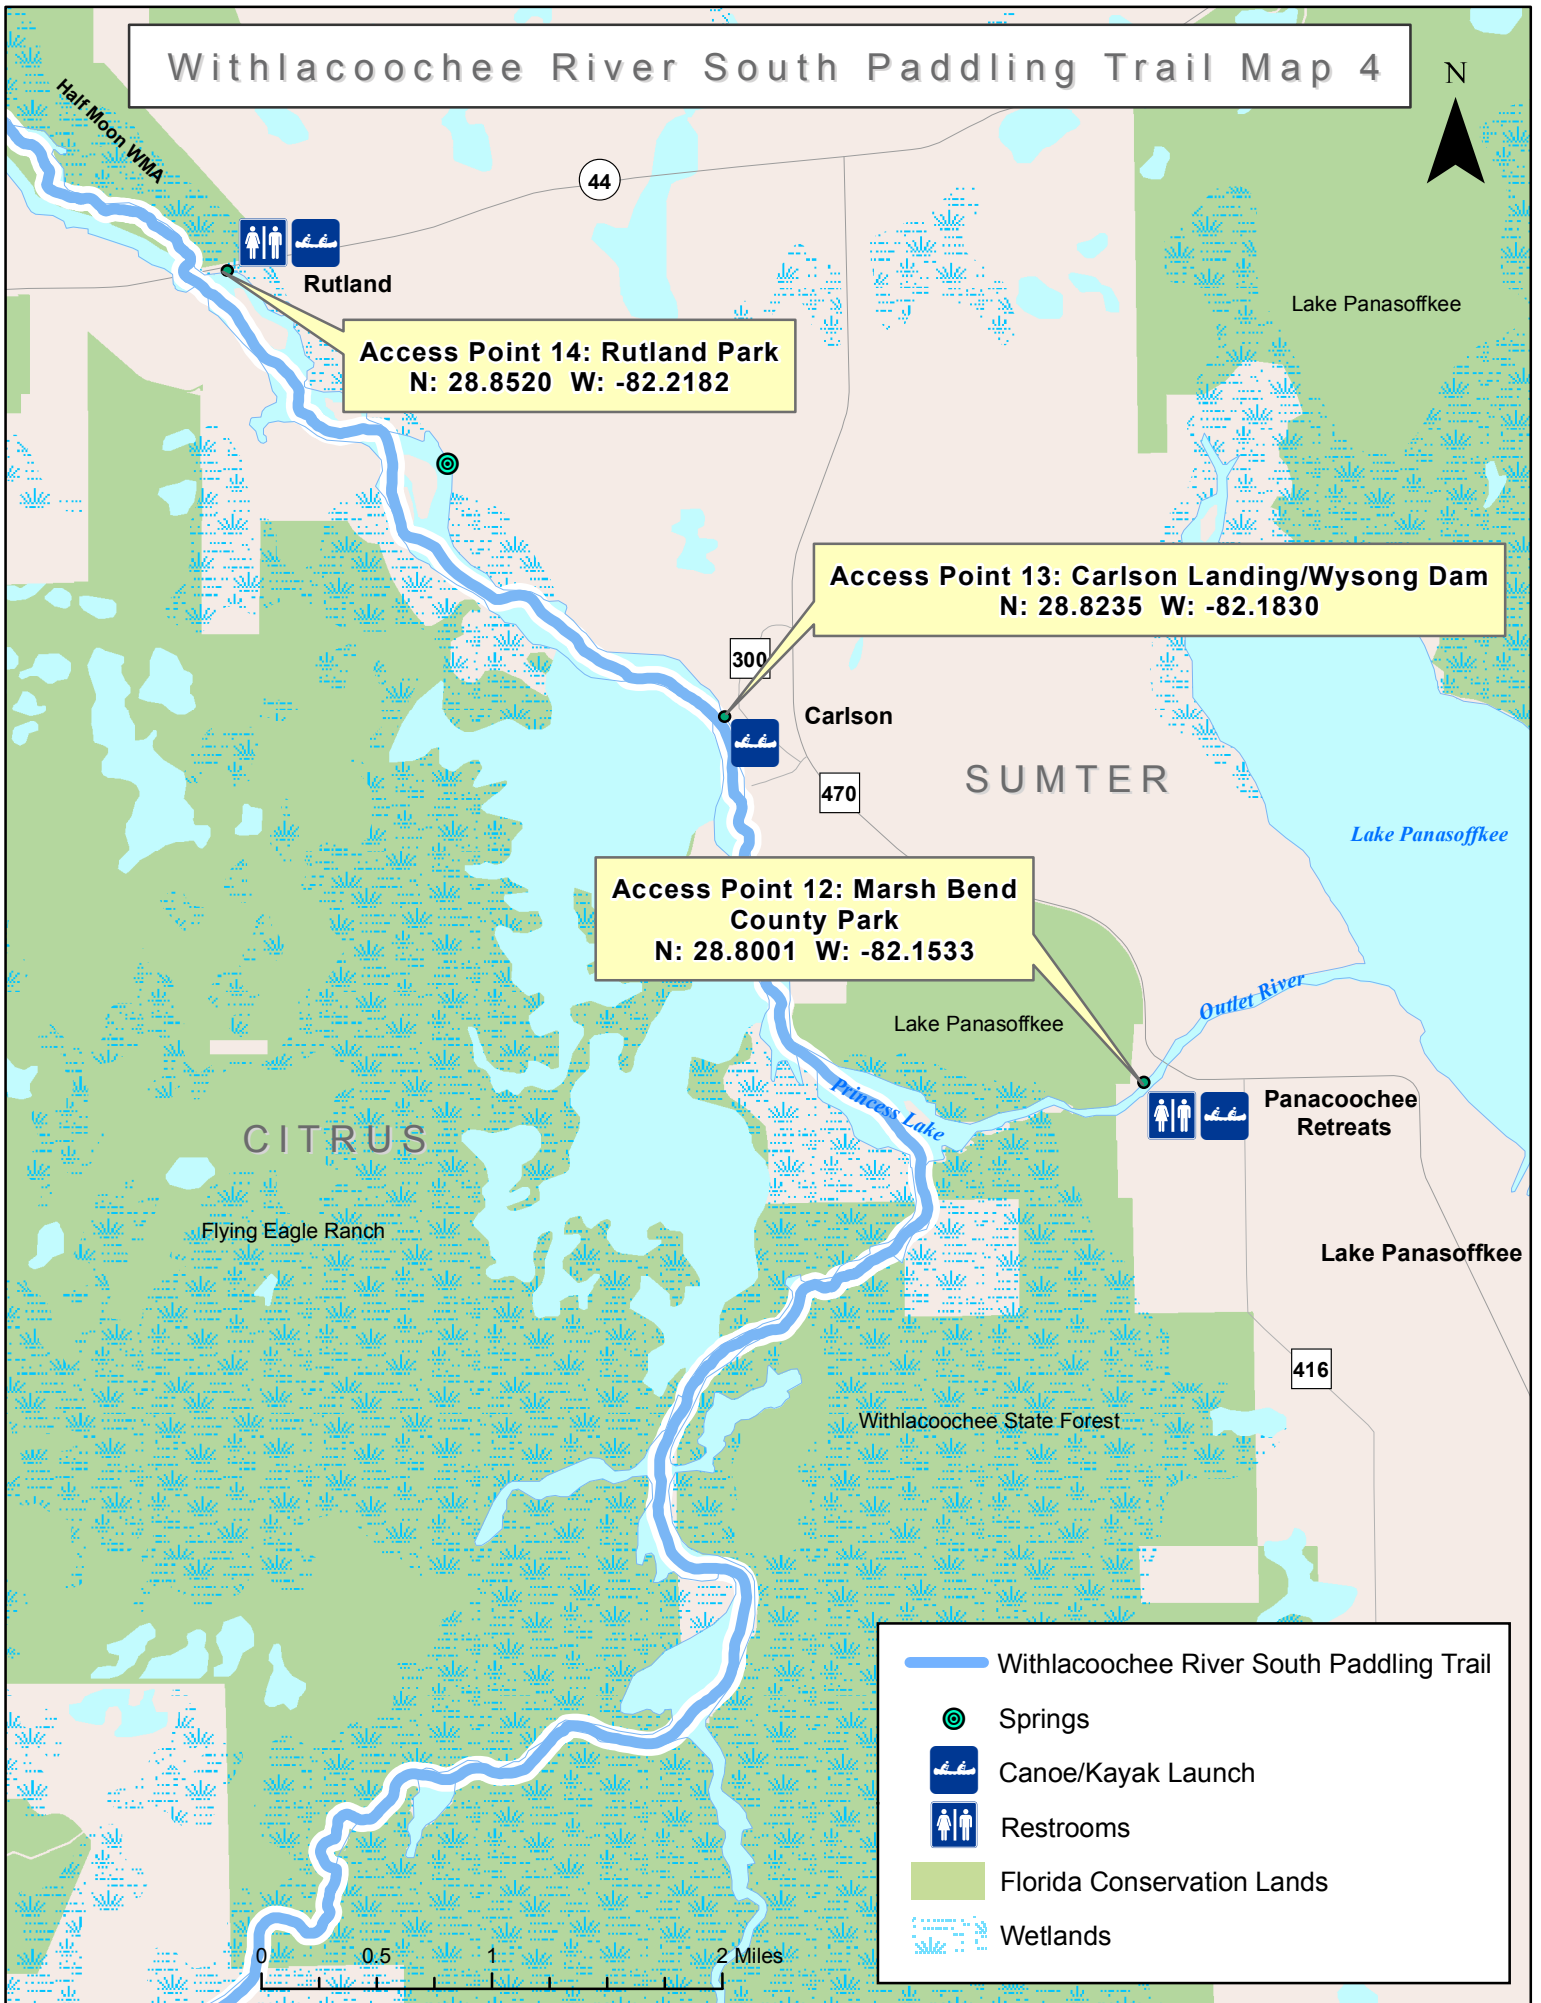 Withlacoochee River South Paddling Trail Map 4
N
Half Moon WMA
44
Rutland
Lake Panasoffkee
Access Point 14: Rutland Park
N: 28.8520 W: -82.2182
Access Point 13: Carlson Landing/Wysong Dam
N: 28.8235 W: -82.1830
300
Carlson
470
SUMTER
Lake Panasoffkee
Access Point 12: Marsh Bend
County Park
N: 28.8001 W: -82.1533
Outlet River
Lake Panasoffkee
Princess Lake
Panacoochee
Retreats
CITRUS
Flying Eagle Ranch
Lake Panasoffkee
416
Withlacoochee State Forest
Withlacoochee River South Paddling Trail
Springs
Canoe/Kayak Launch
Restrooms
Florida Conservation Lands
Wetlands
0 0.5 1 2 Miles